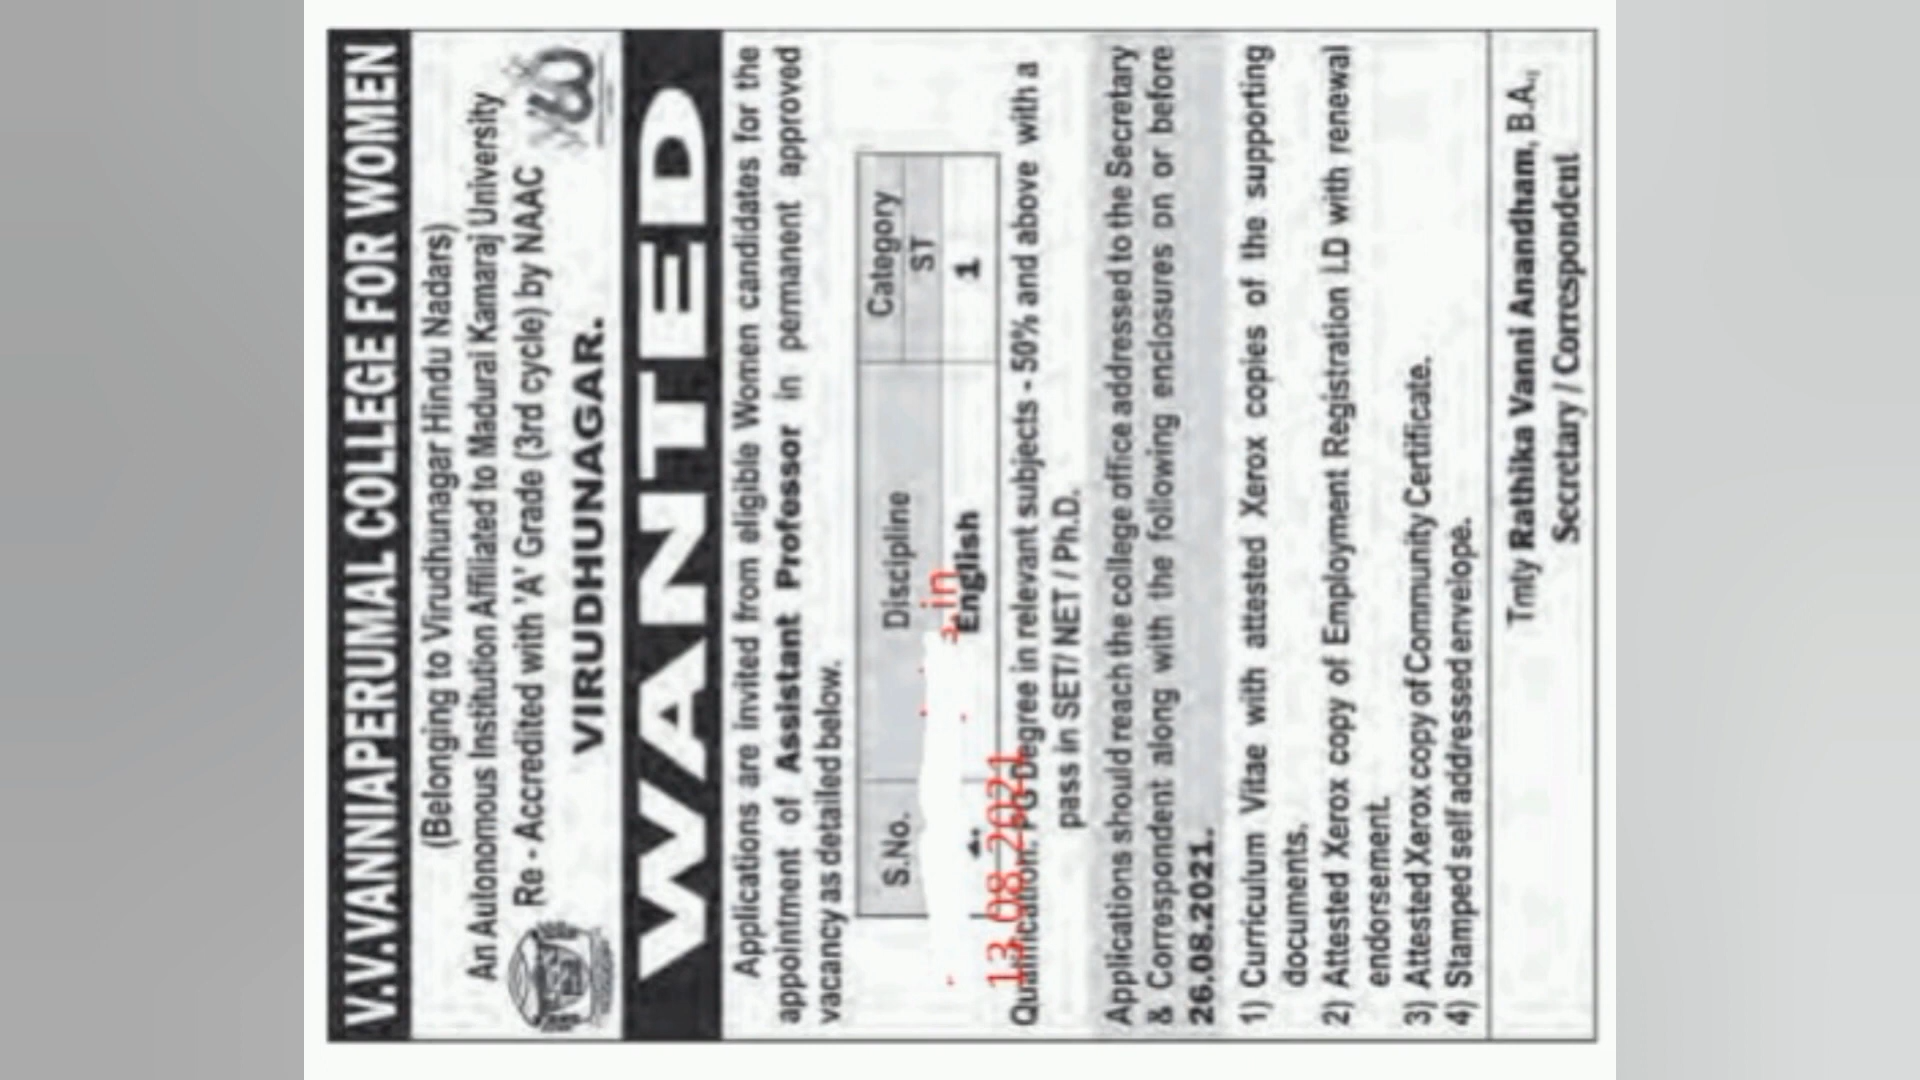 V.V.VANNIAPERUMAL COLLEGE FOR WOMEN
(Belonging to Virudhunagar Hindu Nadars)
An Autonomous Institution Affiliated to Madurai Kamaraj University
Re - Accredited with 'A' Grade (3rd cycle) by NAAC
VIRUDHUNAGAR.
WANTED
Applications are invited from eligible Women candidates for the
appointment of Assistant Professor in permanent approved
vacancy as detailed below.
S.No. Discipline Category
ST
.in
1. English 1
13.08.2021
Qualification: PG Degree in relevant subjects - 50% and above with a
pass in SET/ NET / Ph.D.
Applications should reach the college office addressed to the Secretary
& Correspondent along with the following enclosures on or before
26.08.2021.
1) Curriculum Vitae with attested Xerox copies of the supporting
documents.
2) Attested Xerox copy of Employment Registration I.D with renewal
endorsement.
3) Attested Xerox copy of Community Certificate.
4) Stamped self addressed envelope.
Tmty Rathika Vanni Anandham, B.A.,
Secretary / Correspondent